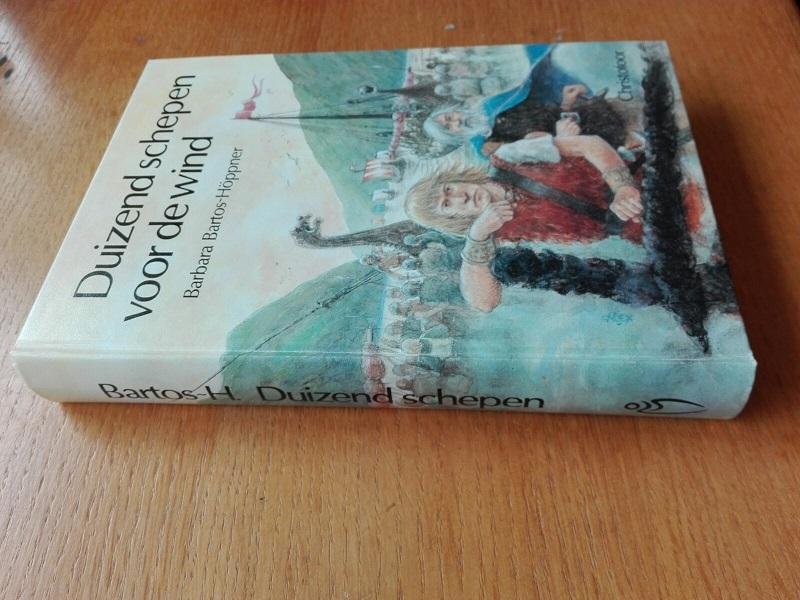 Duizend schepen
voor de wind
Barbara Bartos-Höppner
Christofoor
Bartos-H. Duizend schepen